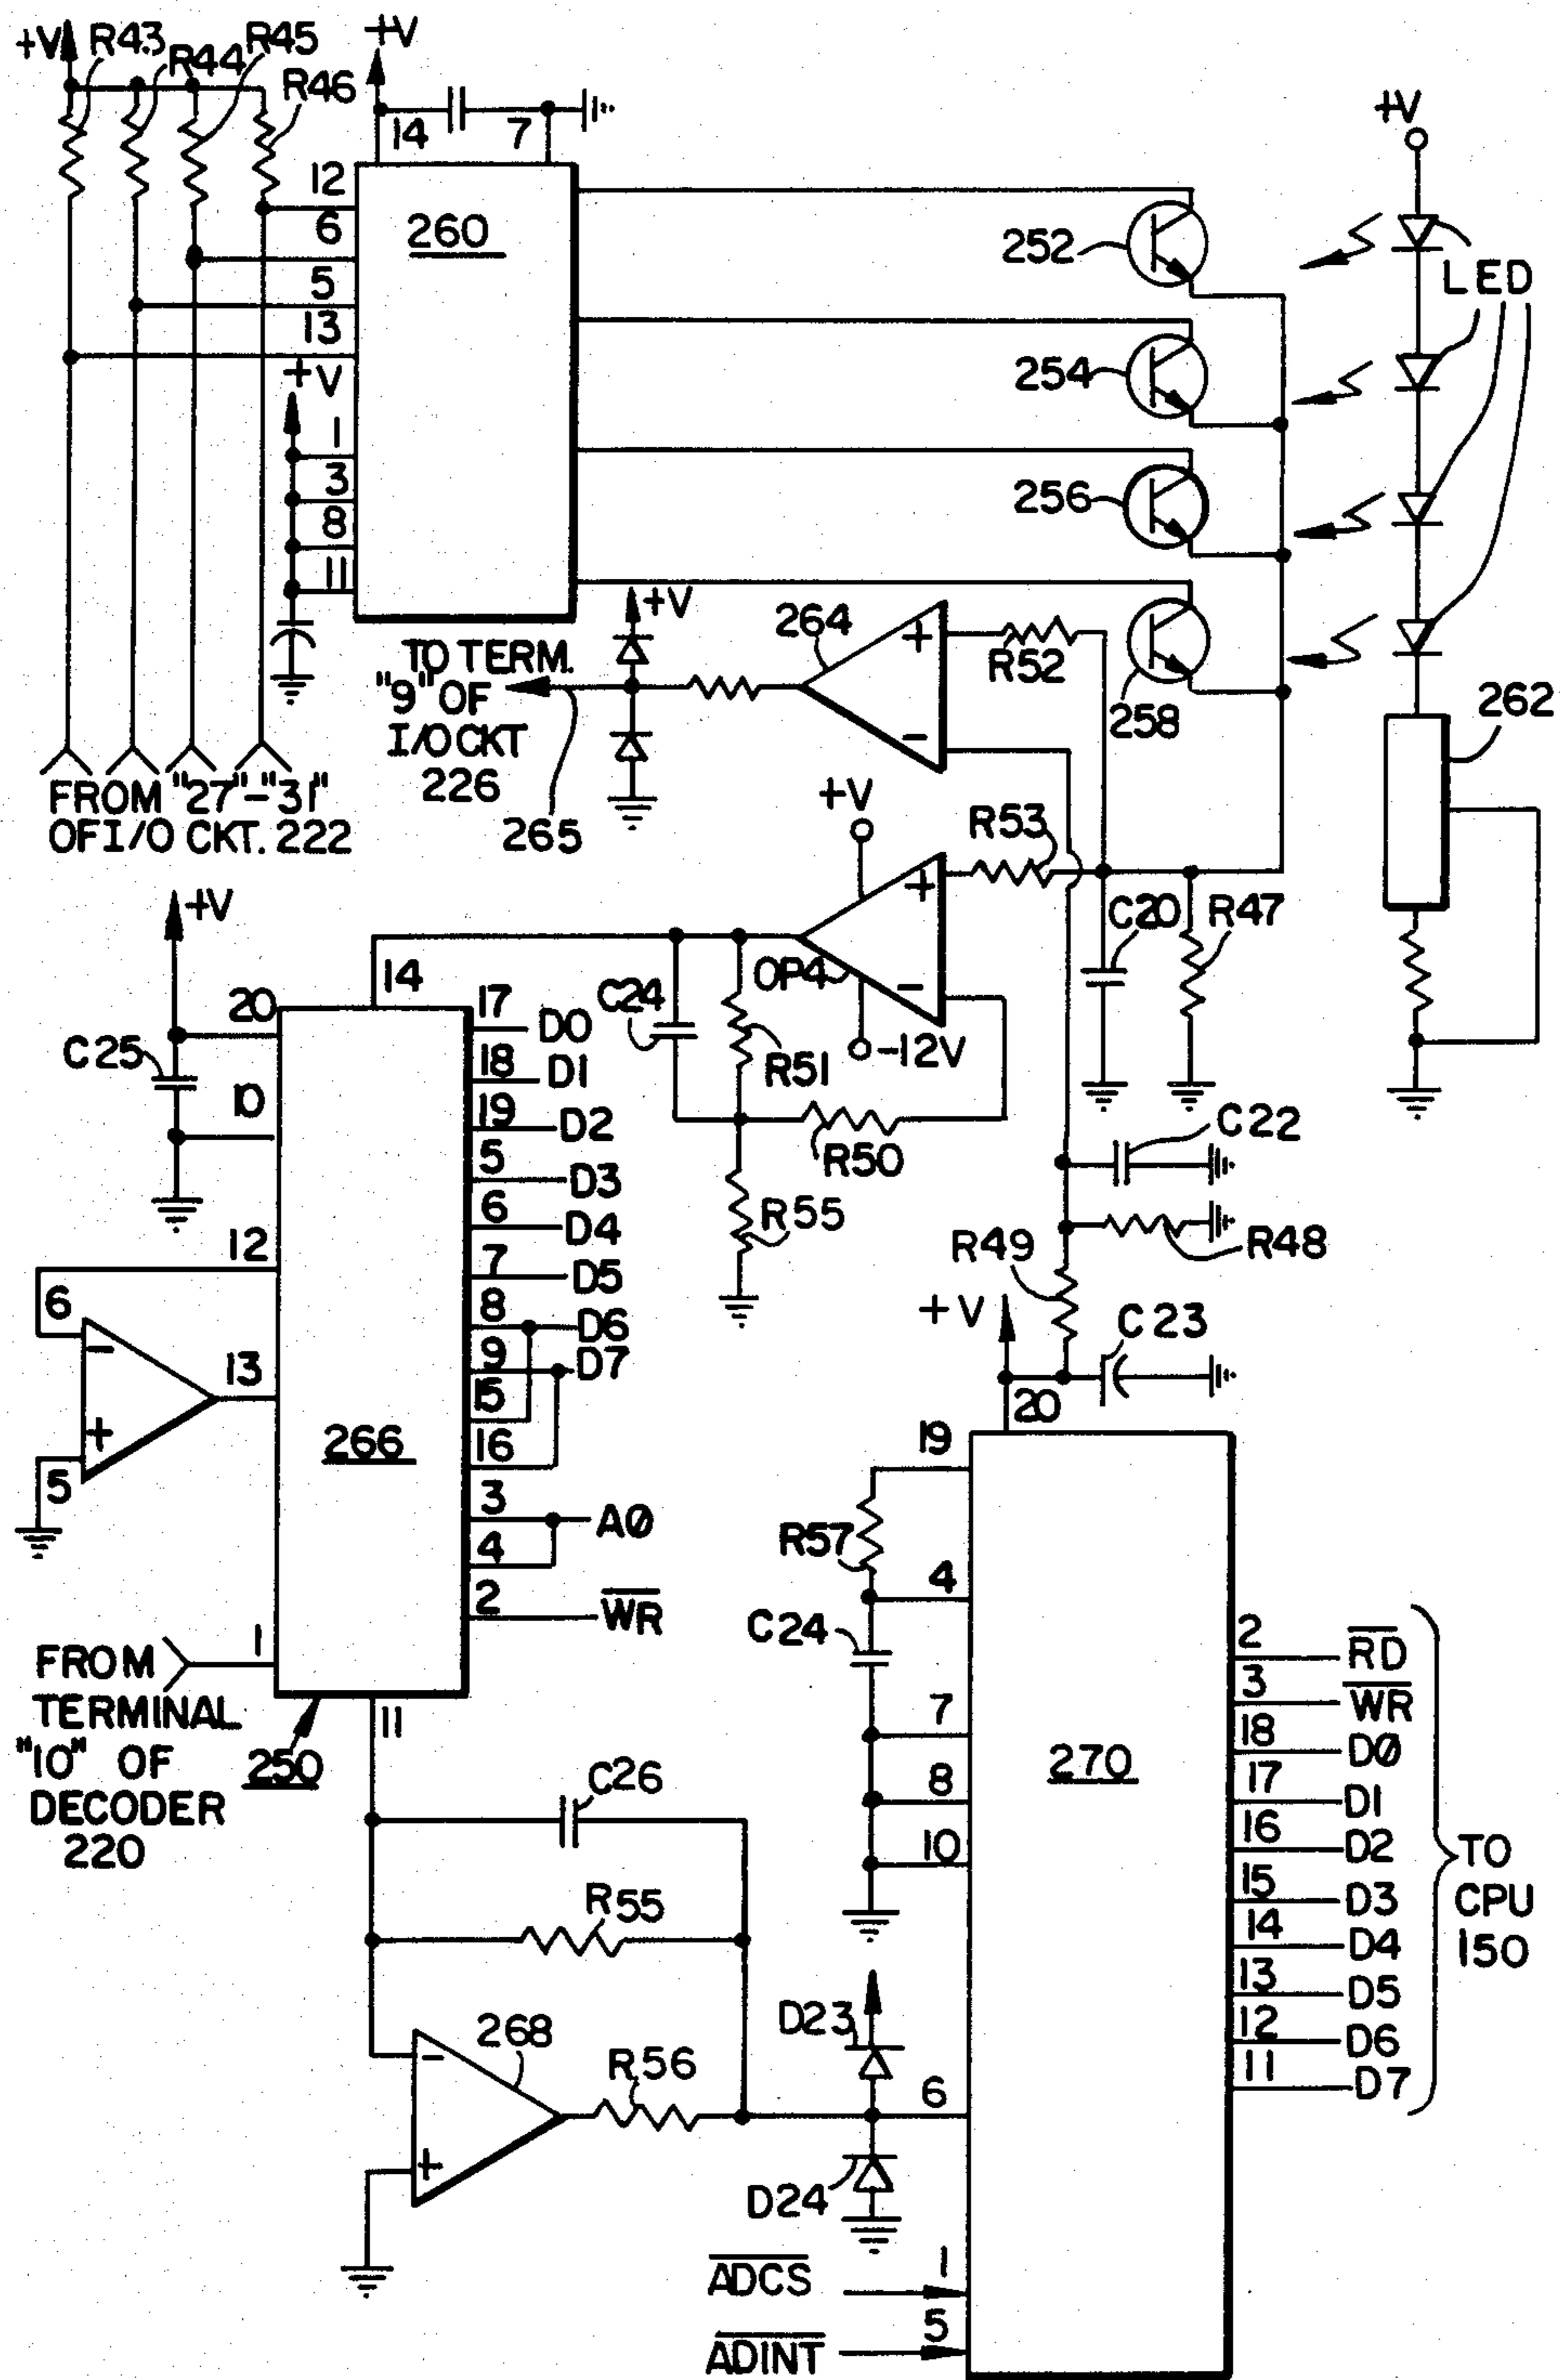 +V R43 R44 R45 R46
+V
14 7
12
6
5
13
260
+V
1
3
8
11
252
254
256
258
+V
LED
262
TO TERM.
"9" OF
I/O CKT
226
265
+V
264
+
-
R52
FROM "27"-"31"
OF I/O CKT. 222
+V
R53
+
OP4
-
-12V
C20 R47
C24
R51
R50
R55
C22
R48
R49
+V
C23
20
+V
C25
20
10
14
12
6
-
13
+
5
266
17 D0
18 D1
19 D2
5 D3
6 D4
7 D5
8 D6
9 D7
15
16
3 A0
4
2 WR
1
FROM
TERMINAL
"10" OF
DECODER
220
250
11
C26
R55
268
-
+
R56
D23
D24
6
19
R57
4
C24
7
8
10
270
2 RD
3 WR
18 D0
17 D1
16 D2
15 D3
14 D4
13 D5
12 D6
11 D7
TO
CPU
150
ADCS 1
ADINT 5